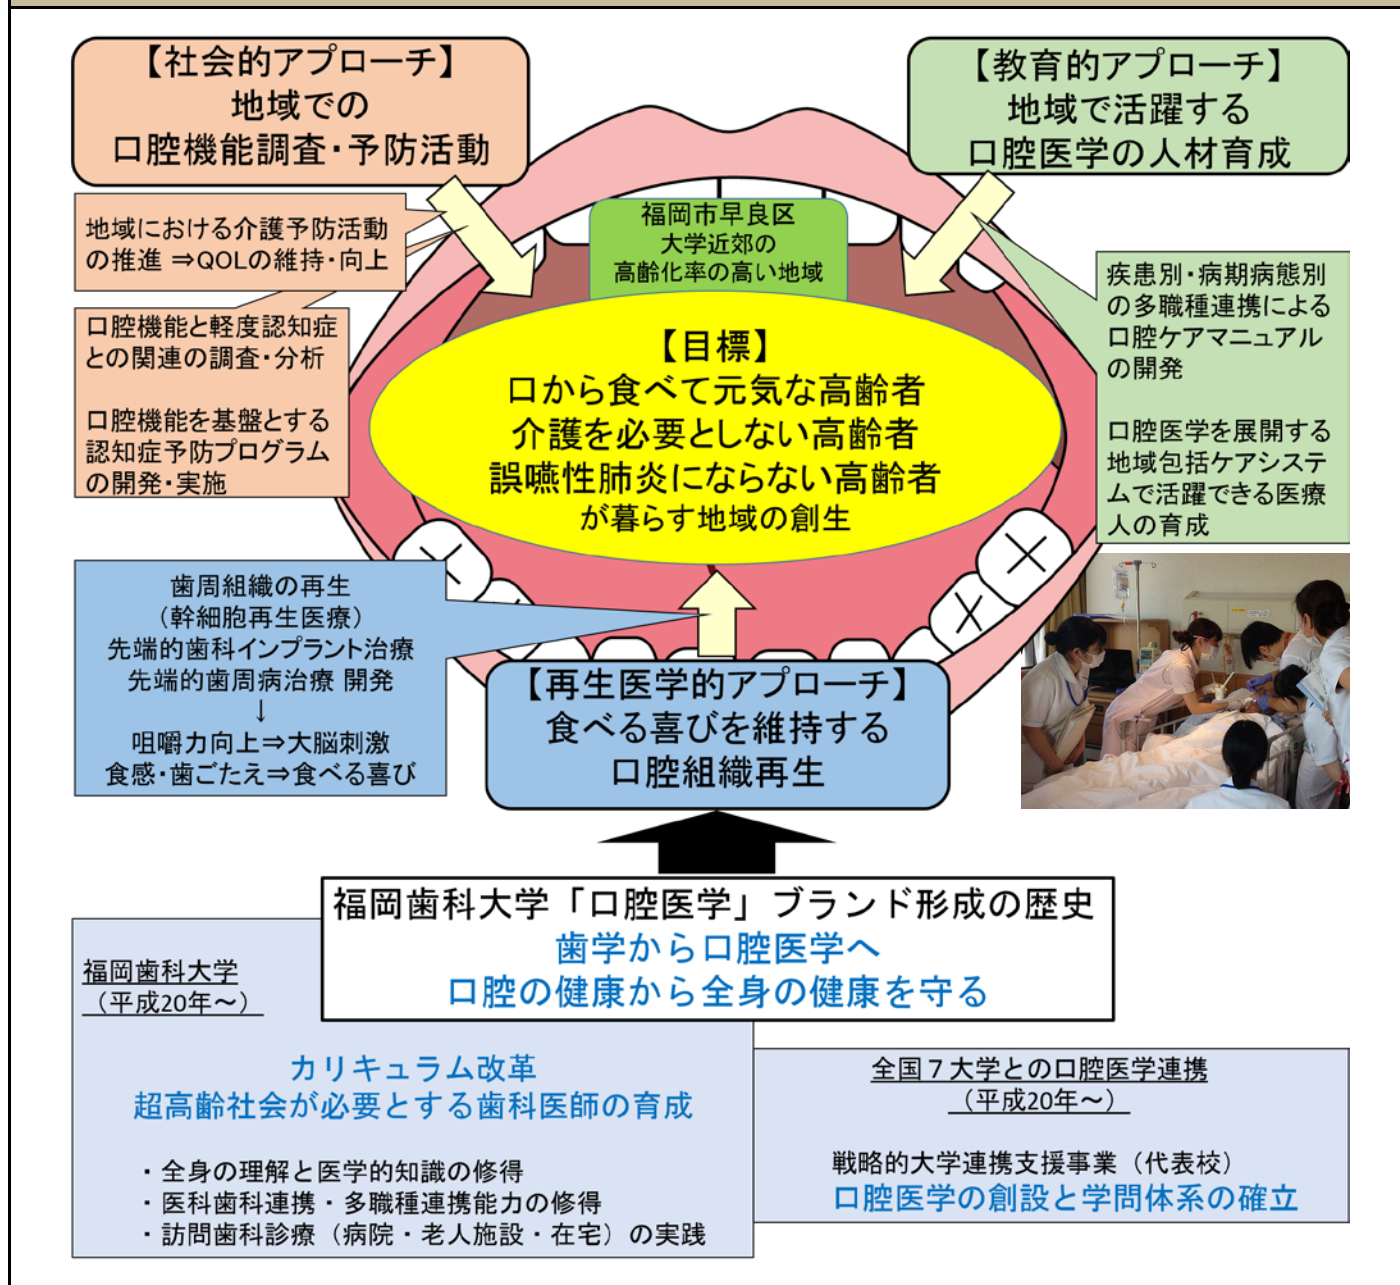 【社会的アプローチ】
地域での
口腔機能調査・予防活動
【教育的アプローチ】
地域で活躍する
口腔医学の人材育成
地域における介護予防活動
の推進 ⇒QOLの維持・向上
口腔機能と軽度認知症
との関連の調査・分析
口腔機能を基盤とする
認知症予防プログラム
の開発・実施
福岡市早良区
大学近郊の
高齢化率の高い地域
【目標】
口から食べて元気な高齢者
介護を必要としない高齢者
誤嚥性肺炎にならない高齢者
が暮らす地域の創生
疾患別・病期病態別
の多職種連携による
口腔ケアマニュアル
の開発
口腔医学を展開する
地域包括ケアシステ
ムで活躍できる医療
人の育成
歯周組織の再生
（幹細胞再生医療）
先端的歯科インプラント治療
先端的歯周病治療 開発
↓
咀嚼力向上⇒大脳刺激
食感・歯ごたえ⇒食べる喜び
【再生医学的アプローチ】
食べる喜びを維持する
口腔組織再生
福岡歯科大学「口腔医学」ブランド形成の歴史
歯学から口腔医学へ
口腔の健康から全身の健康を守る
福岡歯科大学
（平成20年～）
カリキュラム改革
超高齢社会が必要とする歯科医師の育成
・全身の理解と医学的知識の修得
・医科歯科連携・多職種連携能力の修得
・訪問歯科診療（病院・老人施設・在宅）の実践
全国７大学との口腔医学連携
（平成20年～）
戦略的大学連携支援事業（代表校）
口腔医学の創設と学問体系の確立